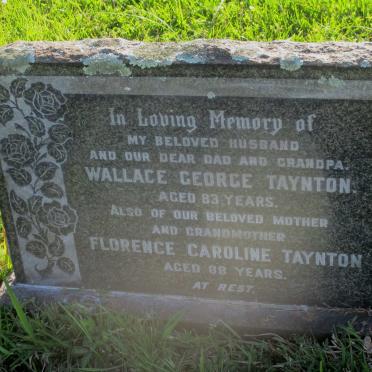 In Loving Memory of
MY BELOVED HUSBAND
AND OUR DEAR DAD AND GRANDPA.
WALLACE GEORGE TAYNTON.
AGED 83 YEARS.
ALSO OF OUR BELOVED MOTHER
AND GRANDMOTHER
FLORENCE CAROLINE TAYNTON
AGED 88 YEARS.
AT REST.